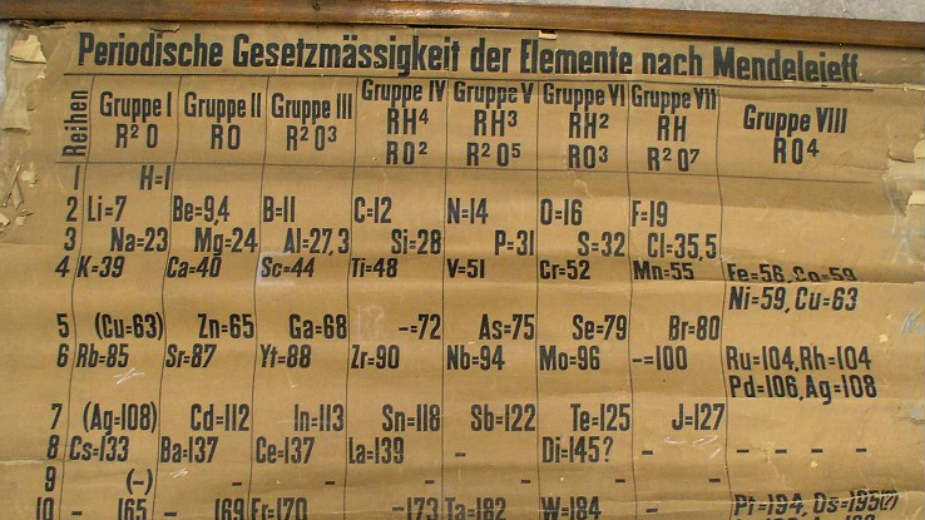 Periodische Gesetzmässigkeit der Elemente nach Mendelejeff.
Reihen Gruppe I Gruppe II Gruppe III Gruppe IV Gruppe V Gruppe VI Gruppe VII Gruppe VIII
RH⁴ RH³ RH² RH
R²O RO R²O³ RO² R²O⁵ RO³ R²O⁷ RO⁴
1 H=1
2 Li=7 Be=9,4 B=11 C=12 N=14 O=16 F=19
3 Na=23 Mg=24 Al=27,3 Si=28 P=31 S=32 Cl=35,5
4 K=39 Ca=40 Sc=44 Ti=48 V=51 Cr=52 Mn=55 Fe=56, Co=59
Ni=59, Cu=63
5 (Cu=63) Zn=65 Ga=68 -=72 As=75 Se=79 Br=80
6 Rb=85 Sr=87 Yt=88 Zr=90 Nb=94 Mo=96 -=100 Ru=104, Rh=104
Pd=106, Ag=108
7 (Ag=108) Cd=112 In=113 Sn=118 Sb=122 Te=125 J=127
8 Cs=133 Ba=137 Ce=137 La=139 - Di=145? - - - - -
9 (-) - - - - - -
10 - 165 - 169 Er=170 -173 Ta=182 W=184 - Pt=194, Os=195(?)